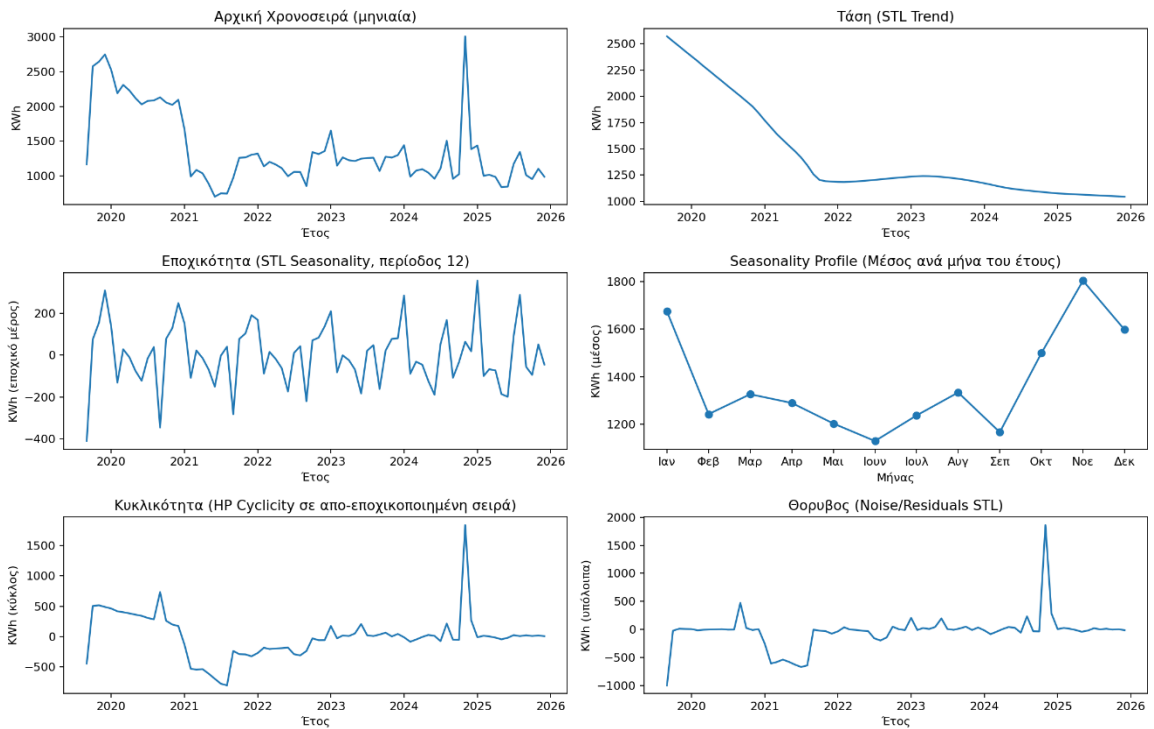 Αρχική Χρονοσειρά (μηνιαία)
3000
2500
2000
1500
1000
KWh
2020 2021 2022 2023 2024 2025 2026
Έτος
Τάση (STL Trend)
2500
2250
2000
1750
1500
1250
1000
KWh
2020 2021 2022 2023 2024 2025 2026
Έτος
Εποχικότητα (STL Seasonality, περίοδος 12)
200
0
−200
−400
KWh (εποχικό μέρος)
2020 2021 2022 2023 2024 2025 2026
Έτος
Seasonality Profile (Μέσος ανά μήνα του έτους)
1800
1600
1400
1200
KWh (μέσος)
Ιαν Φεβ Μαρ Απρ Μαι Ιουν Ιουλ Αυγ Σεπ Οκτ Νοε Δεκ
Μήνας
Κυκλικότητα (HP Cyclicity σε απο-εποχικοποιημένη σειρά)
1500
1000
500
0
−500
KWh (κύκλος)
2020 2021 2022 2023 2024 2025 2026
Έτος
Θορυβος (Noise/Residuals STL)
2000
1500
1000
500
0
−500
−1000
KWh (υπόλοιπα)
2020 2021 2022 2023 2024 2025 2026
Έτος